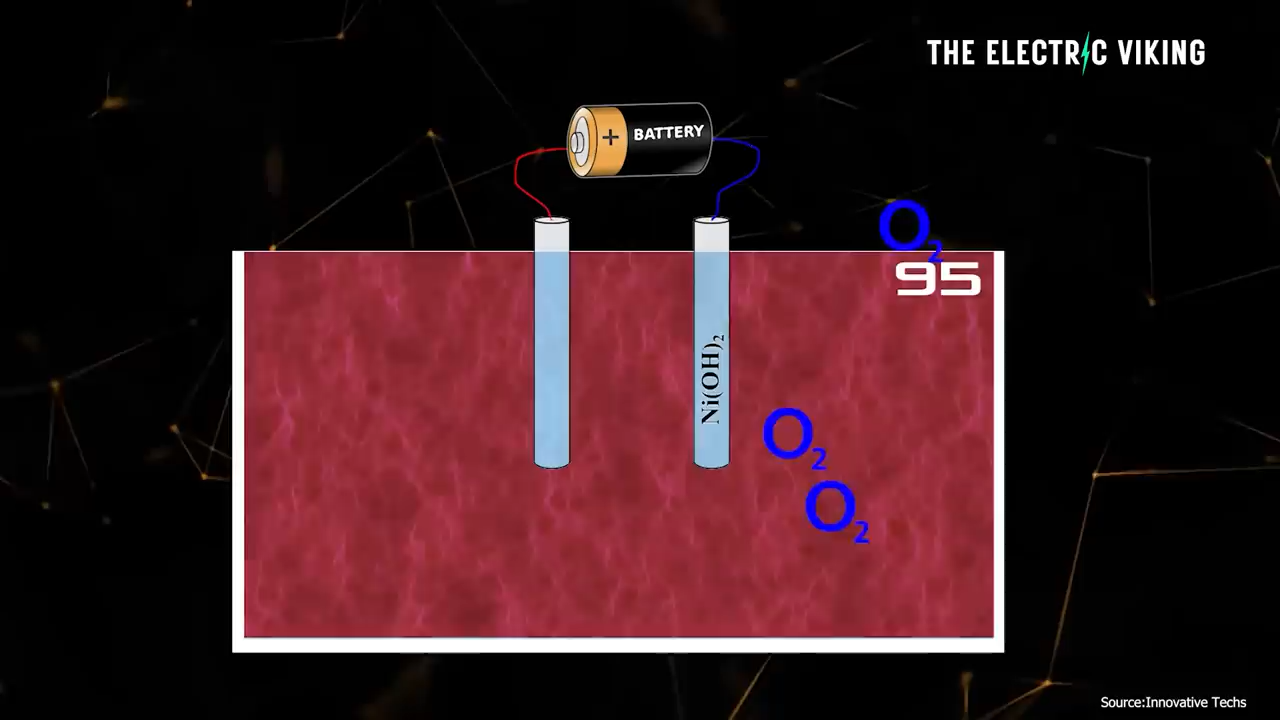 THE ELECTRIC VIKING
+ BATTERY
O2
95
Ni(OH)2
O2
O2
Source:Innovative Techs